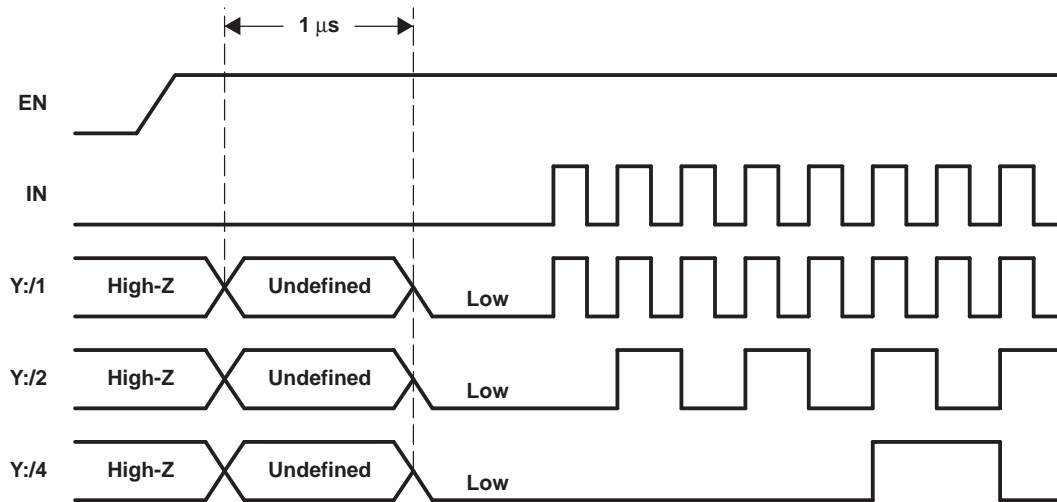 1 µs
EN
IN
Y:/1 High-Z Undefined Low
Y:/2 High-Z Undefined Low
Y:/4 High-Z Undefined Low